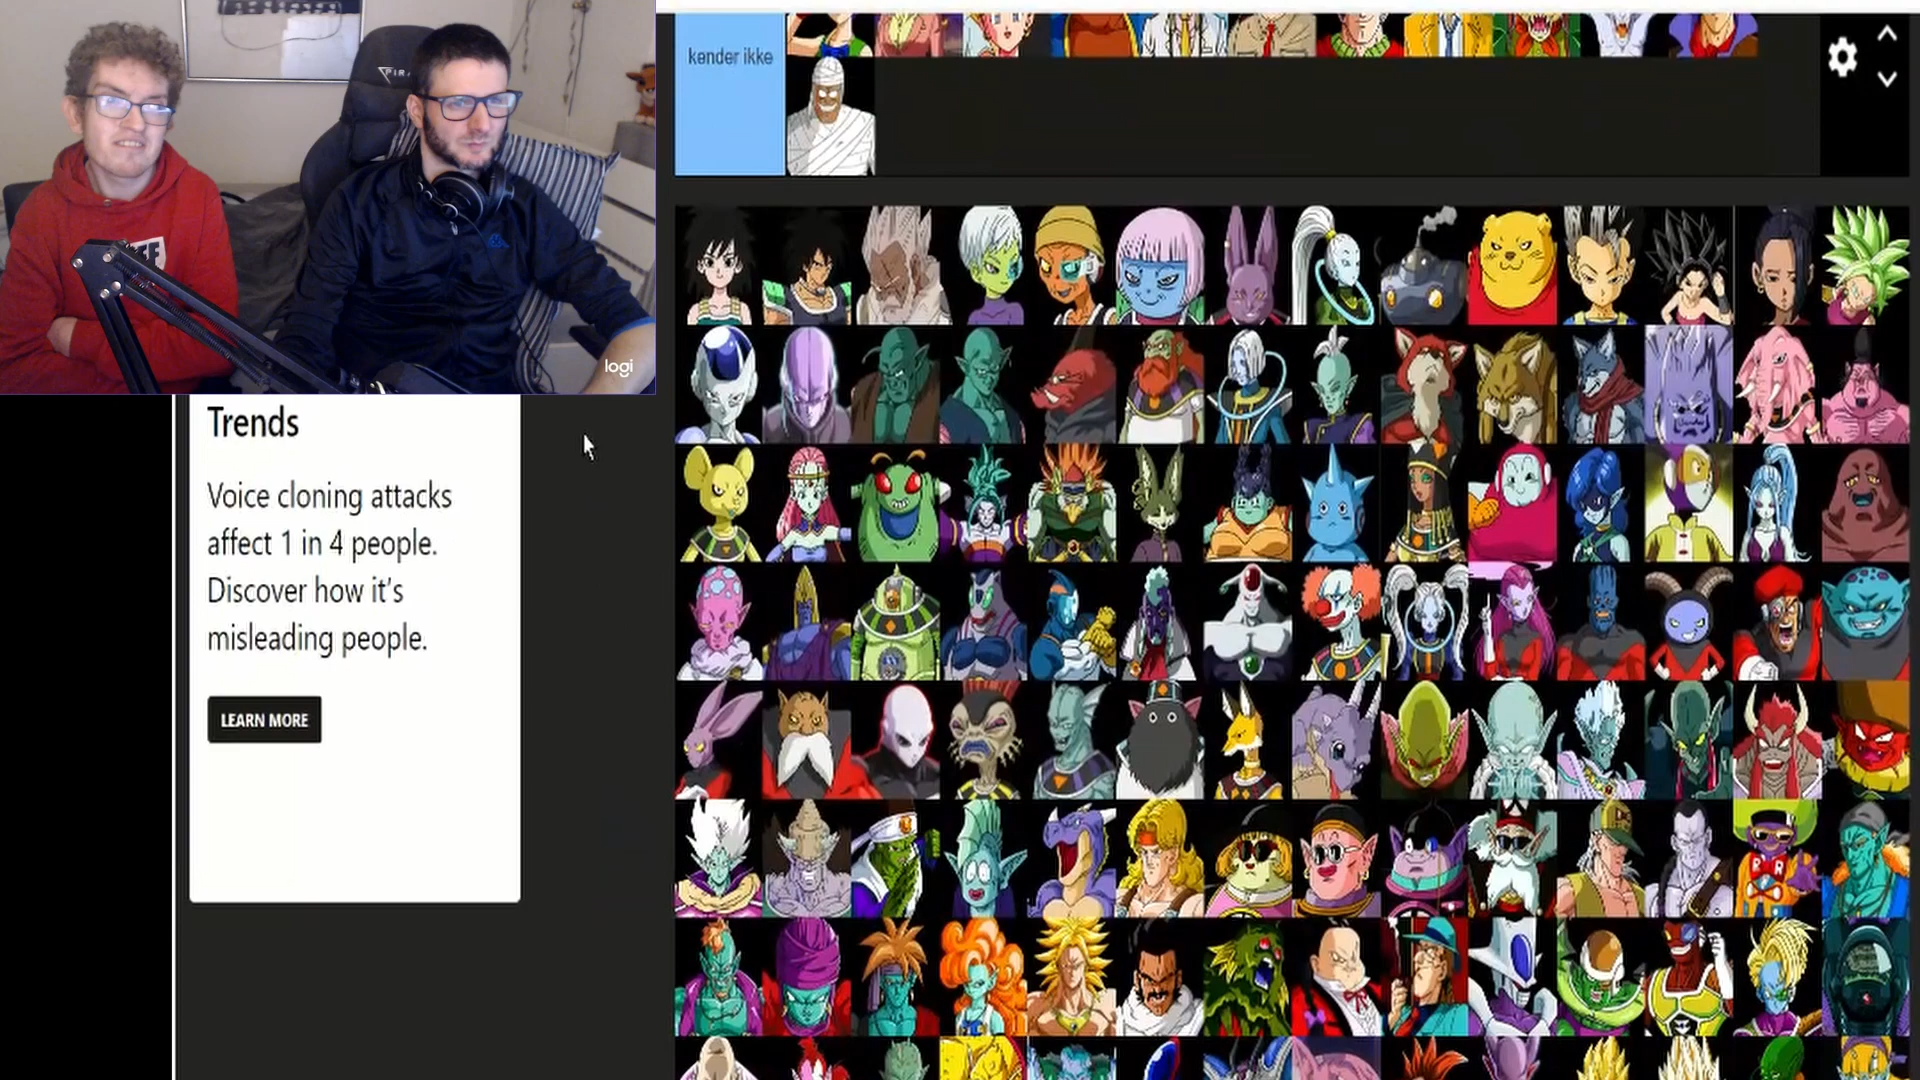 PIRA
logi
kender ikke
Trends
Voice cloning attacks
affect 1 in 4 people.
Discover how it's
misleading people.
LEARN MORE